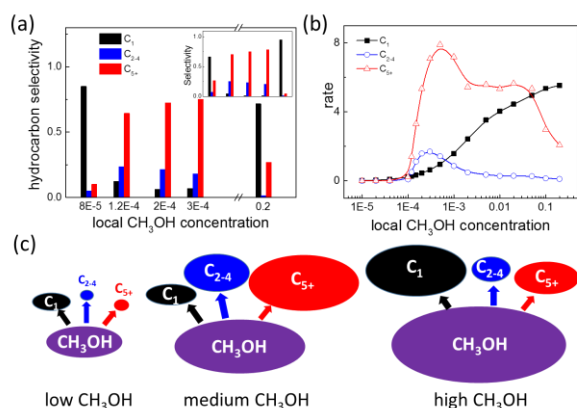 (a)
C₁
C₂₋₄
C₅₊
hydrocarbon selectivity
1.0
0.5
0.0
8E-5 1.2E-4 2E-4 3E-4 0.2
local CH₃OH concentration
Selectivity
(b)
C₁
C₂₋₄
C₅₊
rate
8
4
0
1E-5 1E-4 1E-3 0.01 0.1
local CH₃OH concentration
(c)
C₁ C₂₋₄ C₅₊
CH₃OH
low CH₃OH
C₁ C₂₋₄ C₅₊
CH₃OH
medium CH₃OH
C₁ C₂₋₄ C₅₊
CH₃OH
high CH₃OH